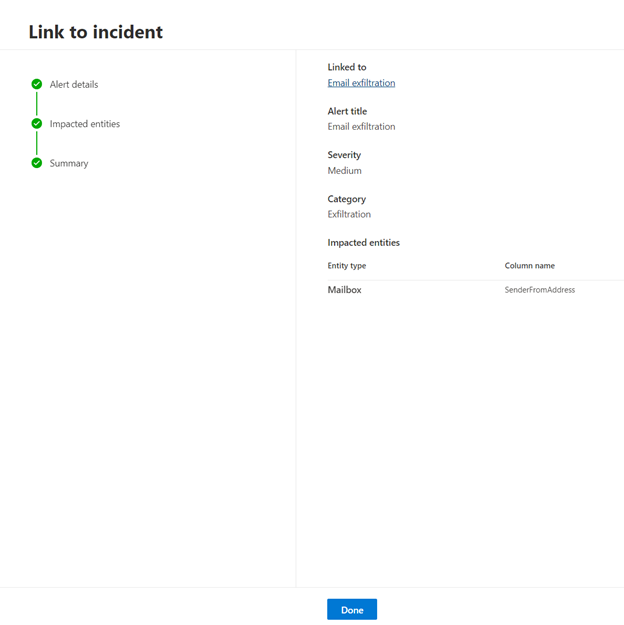 Link to incident
Alert details
Impacted entities
Summary
Linked to
Email exfiltration
Alert title
Email exfiltration
Severity
Medium
Category
Exfiltration
Impacted entities
Entity type Column name
Mailbox SenderFromAddress
Done